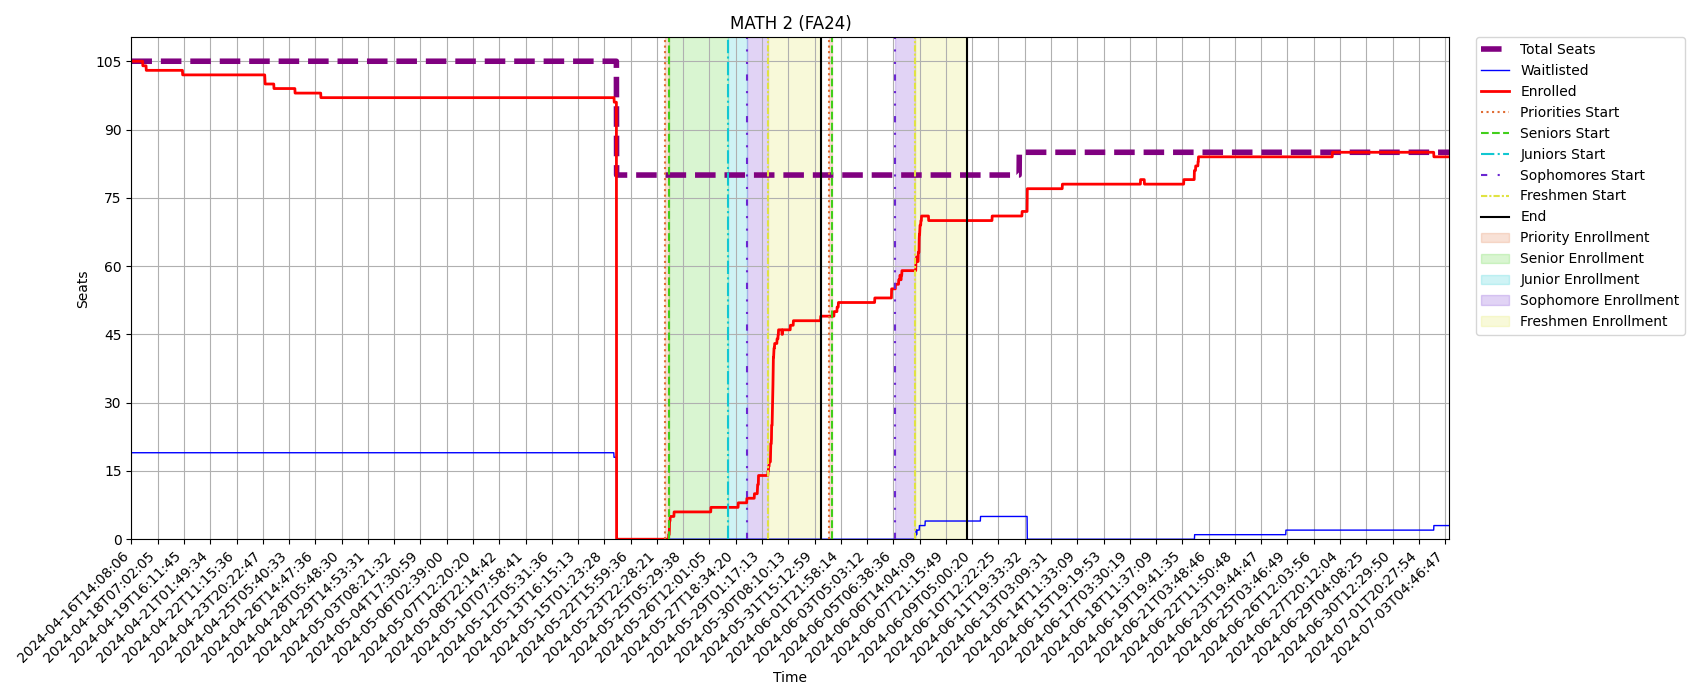 MATH 2 (FA24)
Total Seats
Waitlisted
Enrolled
Priorities Start
Seniors Start
Juniors Start
Sophomores Start
Freshmen Start
End
Priority Enrollment
Senior Enrollment
Junior Enrollment
Sophomore Enrollment
Freshmen Enrollment
Seats
105
90
75
60
45
30
15
0
2024-04-16T14:08:06
2024-04-18T07:02:05
2024-04-19T16:11:45
2024-04-21T01:49:34
2024-04-22T11:15:36
2024-04-23T20:22:47
2024-04-25T05:40:33
2024-04-26T14:47:36
2024-04-28T05:48:30
2024-04-29T14:53:31
2024-05-03T08:21:32
2024-05-04T17:30:59
2024-05-06T02:39:00
2024-05-07T12:20:20
2024-05-08T22:14:42
2024-05-10T07:58:41
2024-05-12T05:31:36
2024-05-13T16:15:13
2024-05-15T01:23:28
2024-05-22T15:59:36
2024-05-23T22:28:21
2024-05-25T05:29:38
2024-05-26T12:01:05
2024-05-27T18:34:20
2024-05-29T01:17:13
2024-05-30T08:10:13
2024-05-31T15:12:59
2024-06-01T21:58:14
2024-06-03T05:03:12
2024-06-05T06:38:36
2024-06-06T14:04:09
2024-06-07T21:15:49
2024-06-09T05:00:20
2024-06-10T12:22:25
2024-06-11T19:33:32
2024-06-13T03:09:31
2024-06-14T11:33:09
2024-06-15T19:19:53
2024-06-17T03:30:19
2024-06-18T11:37:09
2024-06-19T19:41:35
2024-06-21T03:48:46
2024-06-22T11:50:48
2024-06-23T19:44:47
2024-06-25T03:46:49
2024-06-26T12:03:56
2024-06-27T20:12:04
2024-06-29T04:08:25
2024-06-30T12:29:50
2024-07-01T20:27:54
2024-07-03T04:46:47
Time